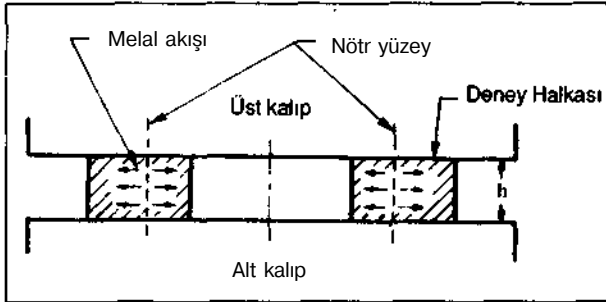 Melal akışı
Nötr yüzey
Üst kalıp
Deney Halkası
h
Alt kalıp